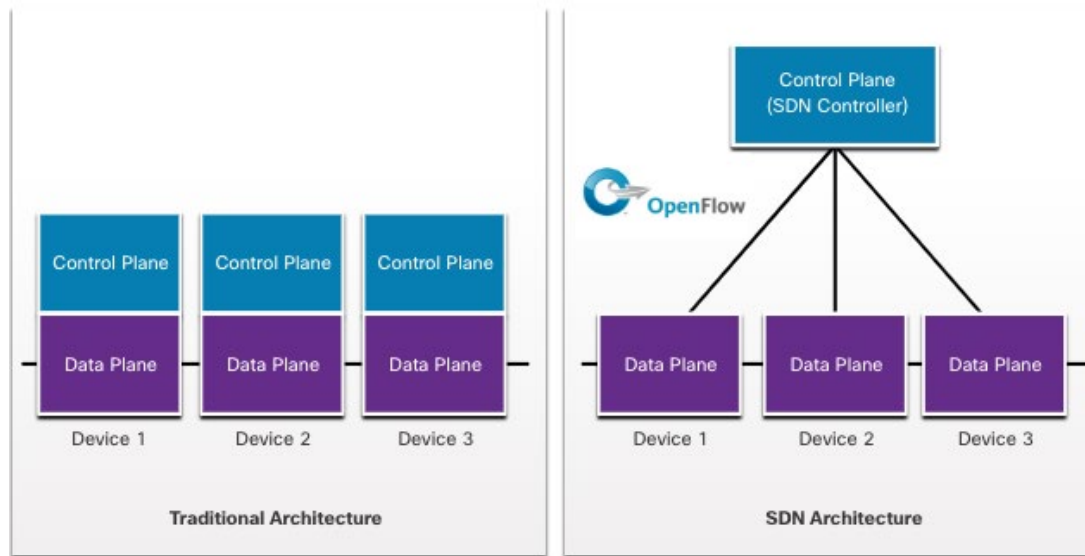 Control Plane
Control Plane
Control Plane
Data Plane
Data Plane
Data Plane
Device 1
Device 2
Device 3
Traditional Architecture
Control Plane
(SDN Controller)
OpenFlow
Data Plane
Data Plane
Data Plane
Device 1
Device 2
Device 3
SDN Architecture